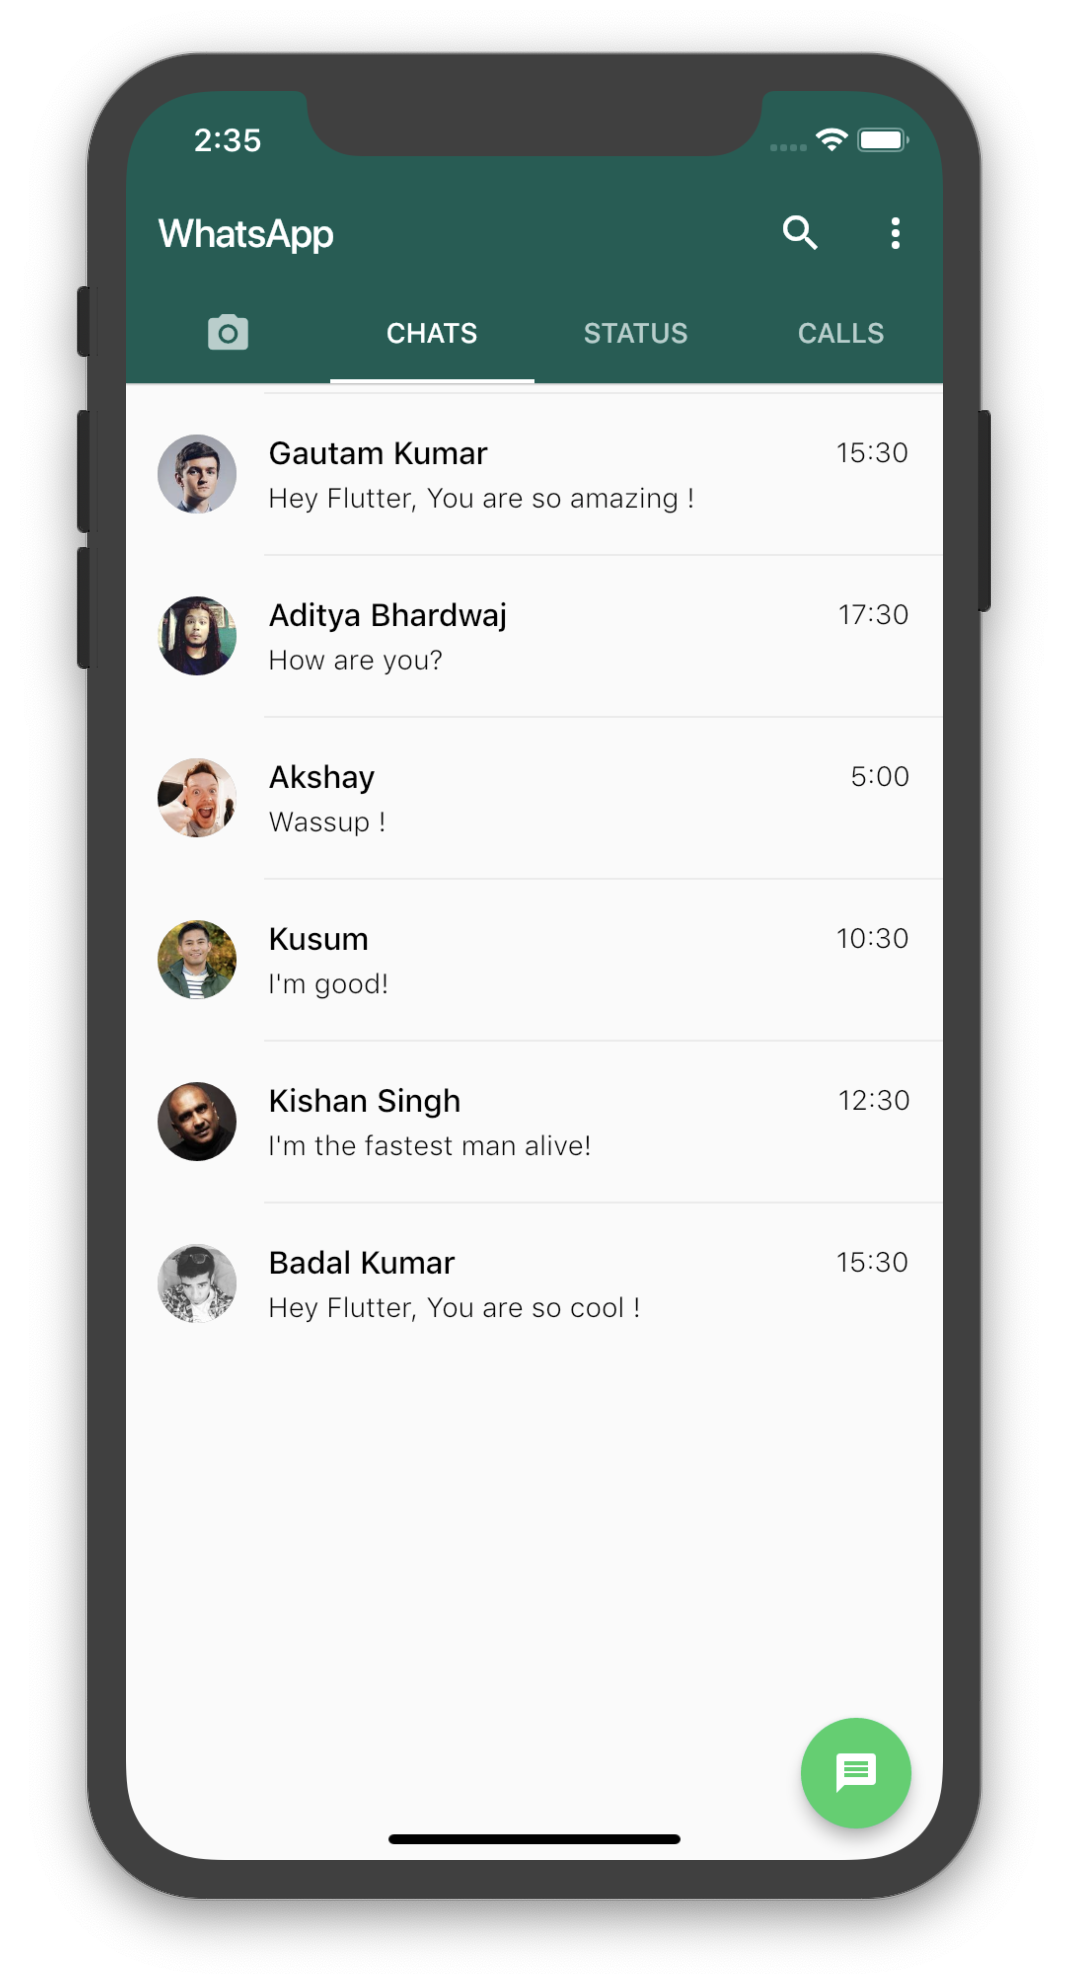 2:35
WhatsApp
CHATS STATUS CALLS
Gautam Kumar 15:30
Hey Flutter, You are so amazing !
Aditya Bhardwaj 17:30
How are you?
Akshay 5:00
Wassup !
Kusum 10:30
I'm good!
Kishan Singh 12:30
I'm the fastest man alive!
Badal Kumar 15:30
Hey Flutter, You are so cool !